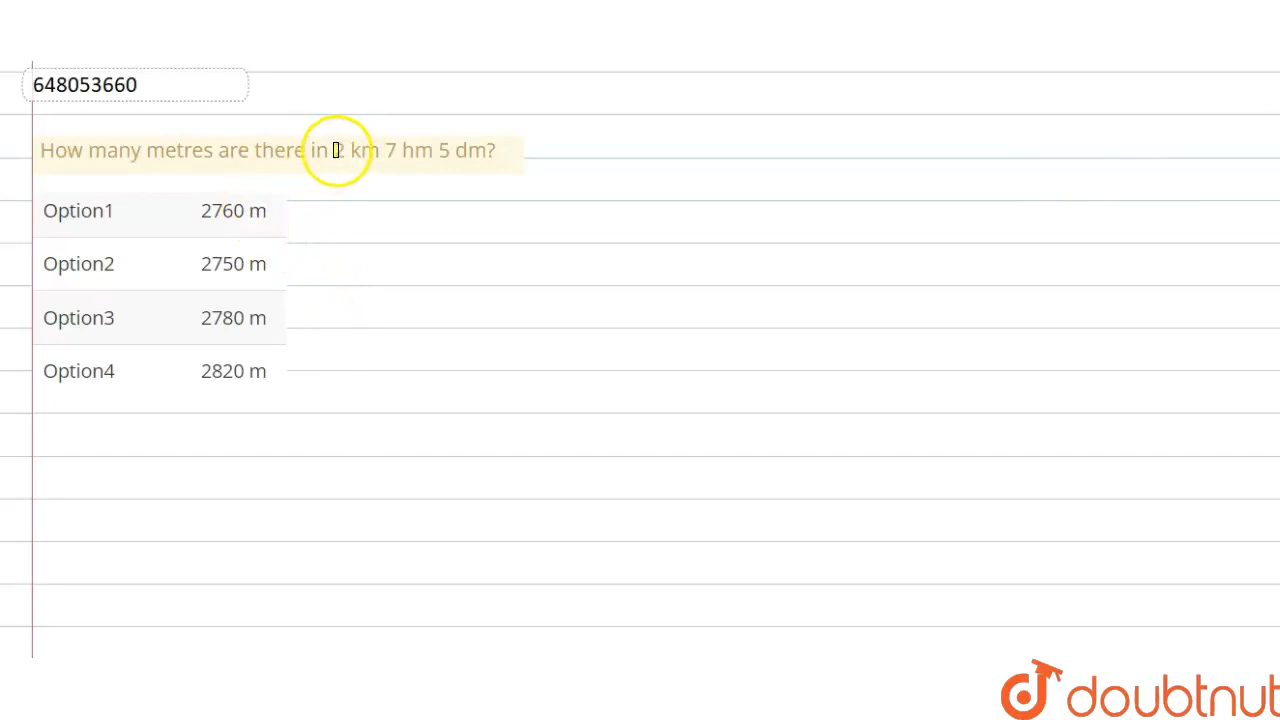 648053660
How many metres are there in 2 km 7 hm 5 dm?
Option1 2760 m
Option2 2750 m
Option3 2780 m
Option4 2820 m
doubtnut